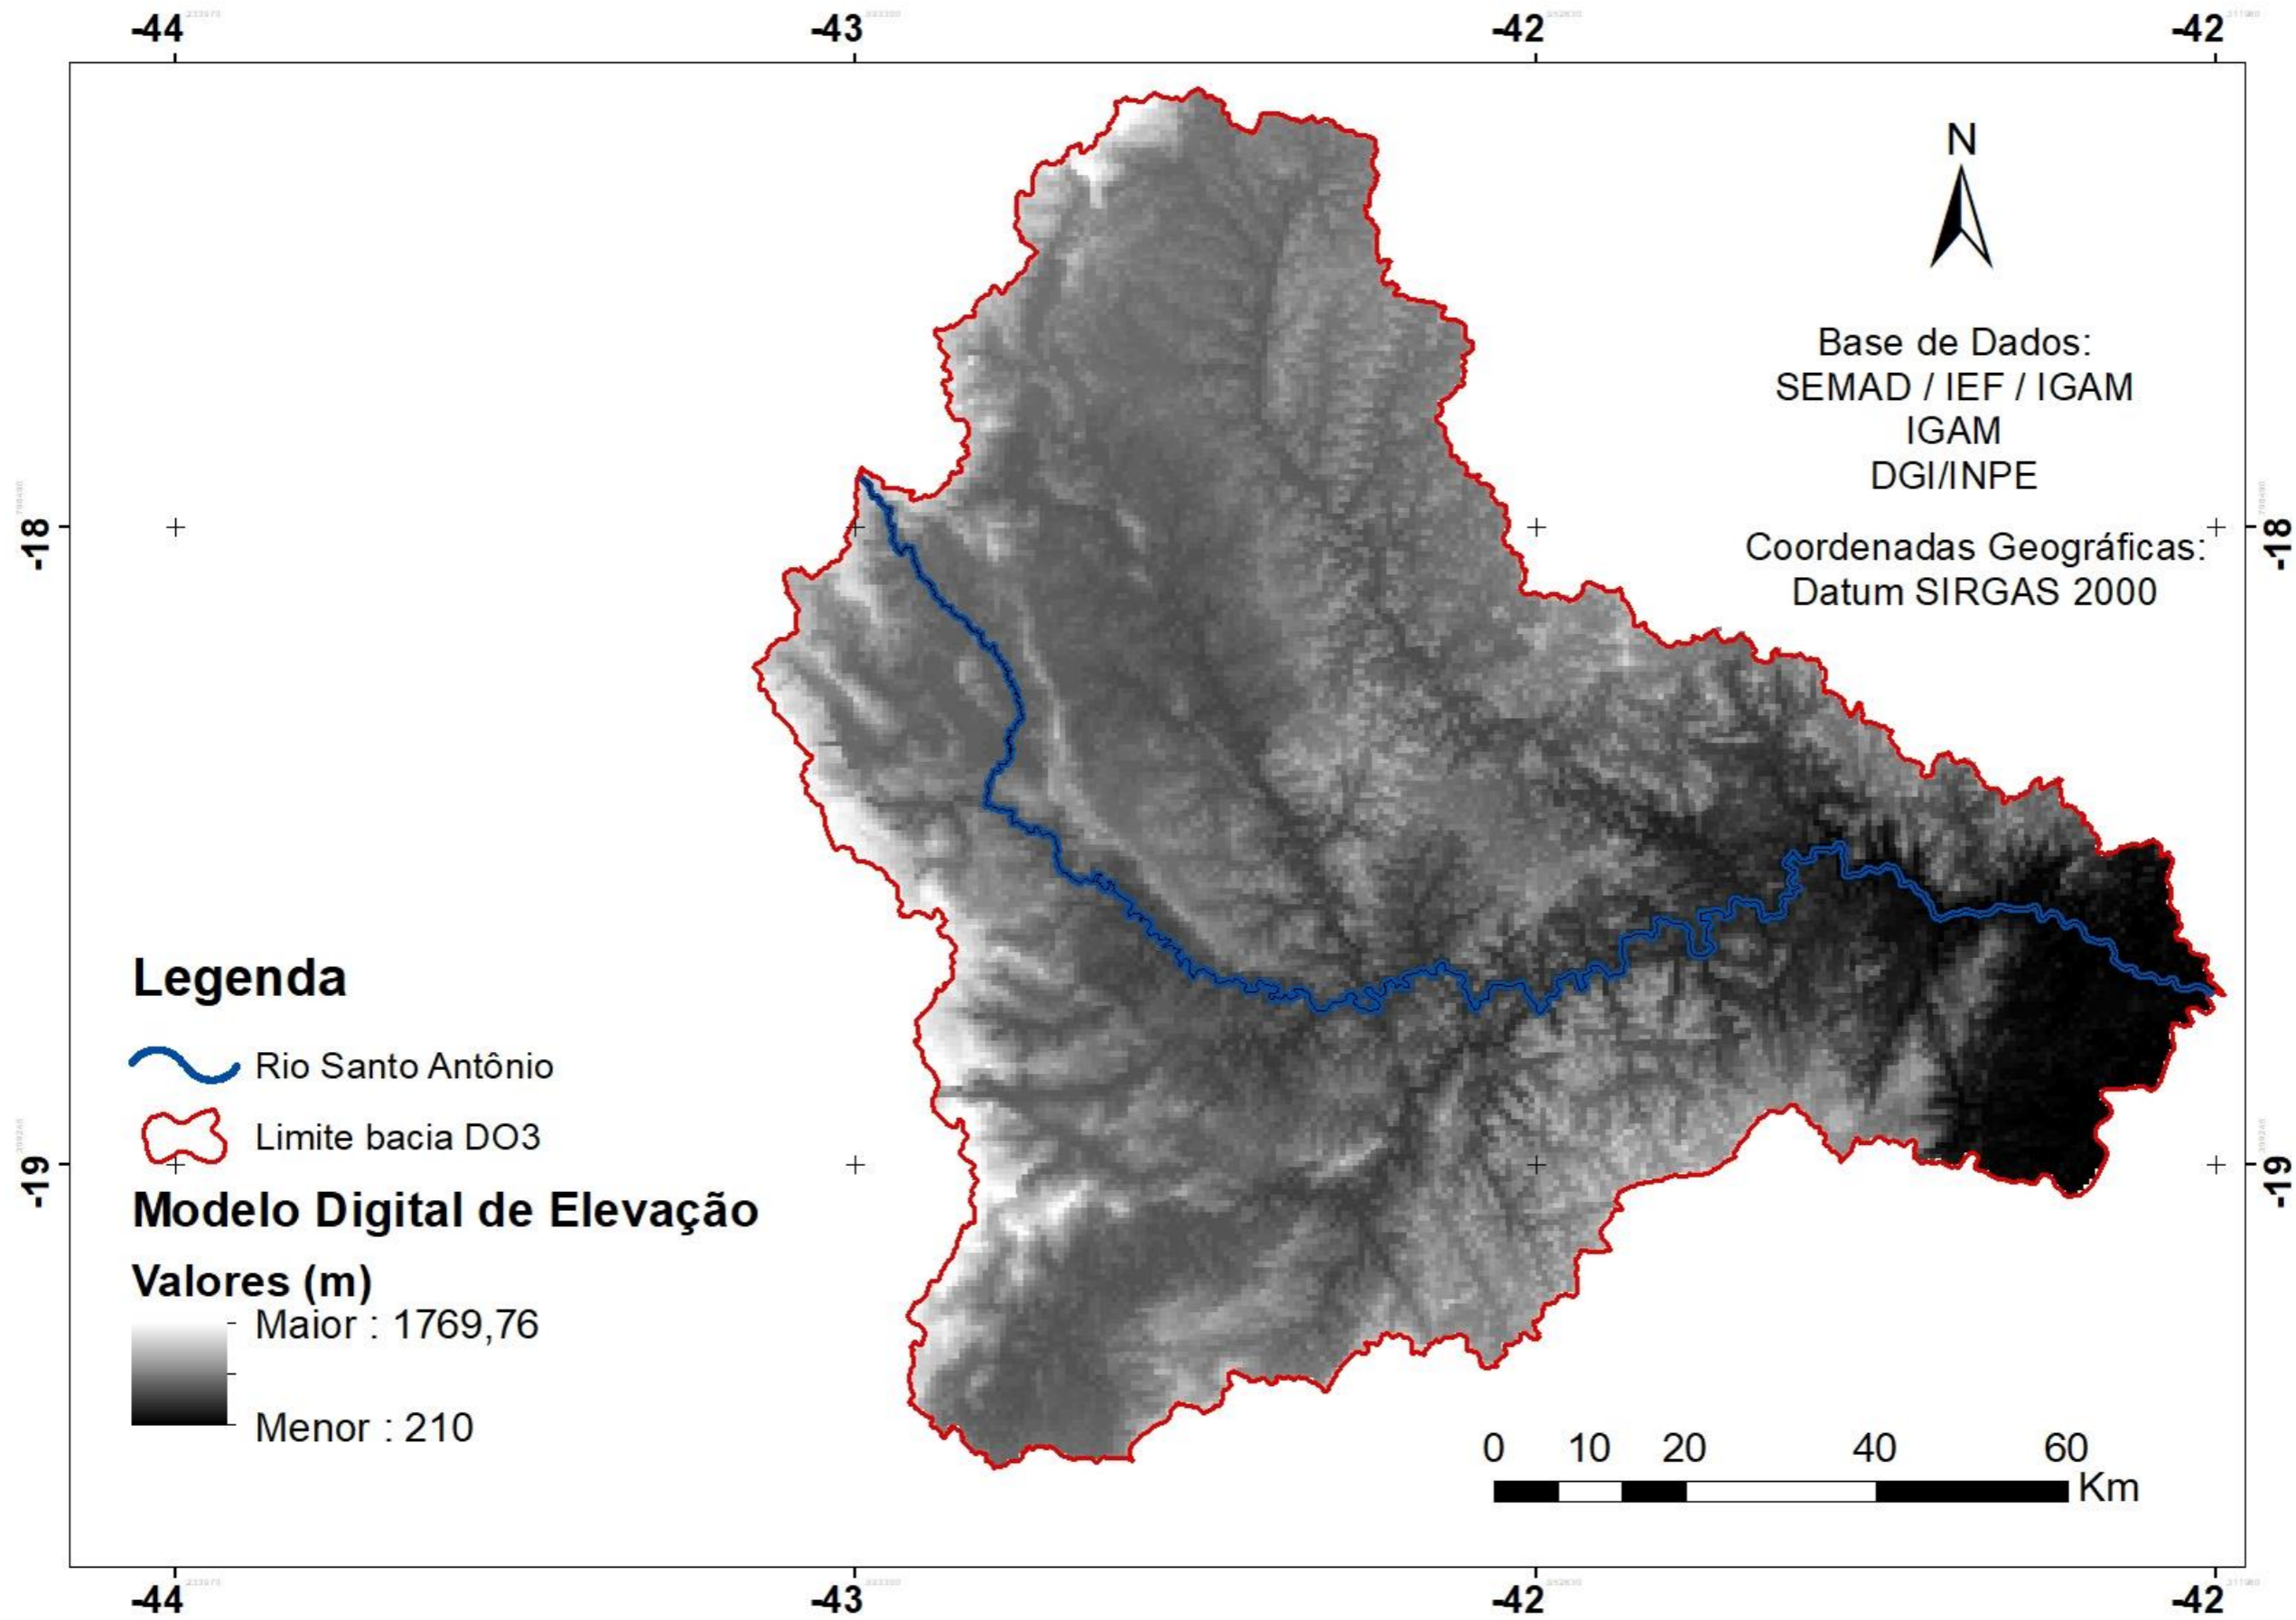 -44 -43 -42 -42
N
Base de Dados:
SEMAD / IEF / IGAM
IGAM
DGI/INPE
-18 -18
Coordenadas Geográficas:
Datum SIRGAS 2000
Legenda
Rio Santo Antônio
Limite bacia DO3
-19 -19
Modelo Digital de Elevação
Valores (m)
Maior : 1769,76
Menor : 210
0 10 20 40 60
Km
-44 -43 -42 -42